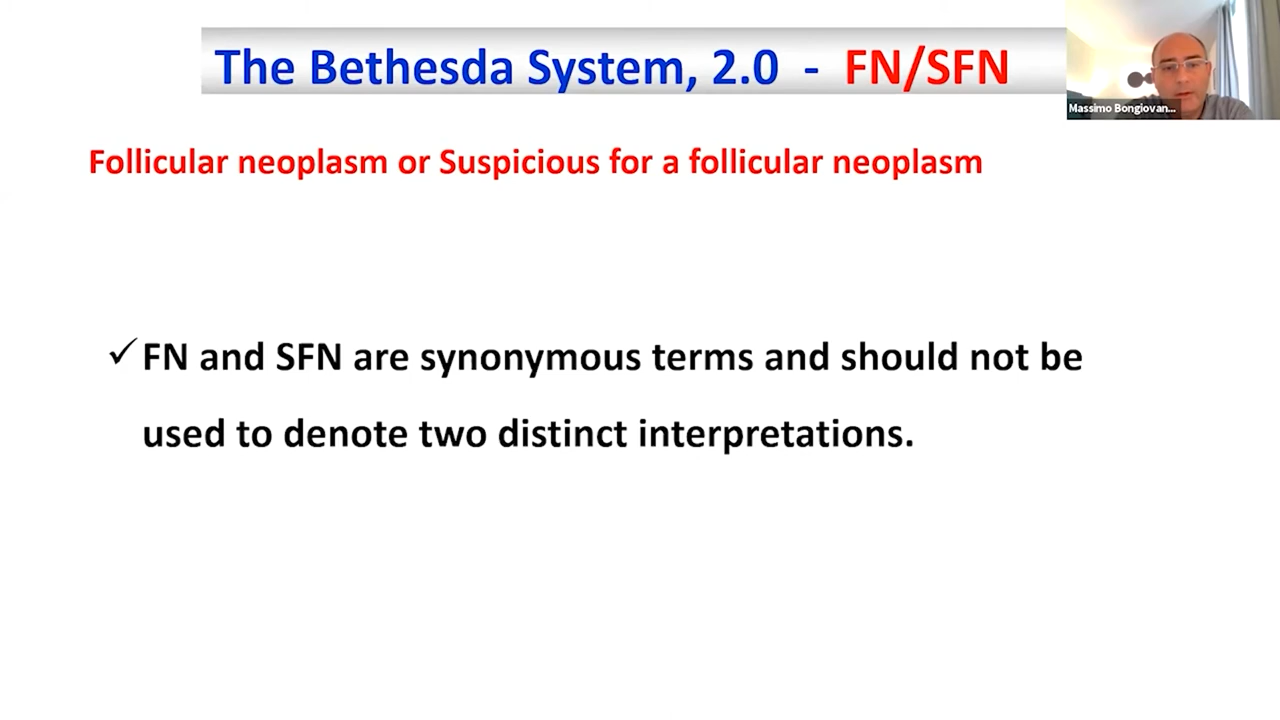 The Bethesda System, 2.0 - FN/SFN
Massimo Bongiovan...
Follicular neoplasm or Suspicious for a follicular neoplasm
✓ FN and SFN are synonymous terms and should not be
used to denote two distinct interpretations.